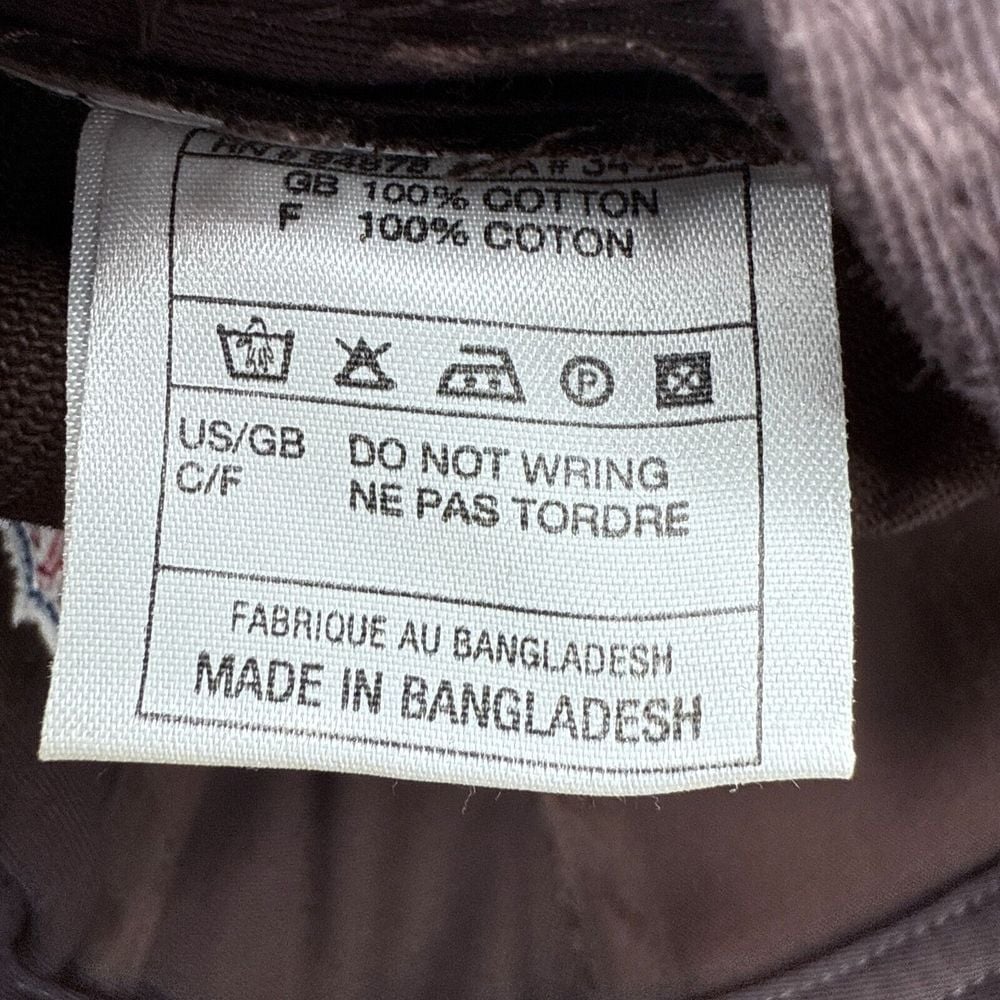 RN #
GB 100% COTTON
F 100% COTON
P
US/GB DO NOT WRING
C/F NE PAS TORDRE
FABRIQUE AU BANGLADESH
MADE IN BANGLADESH